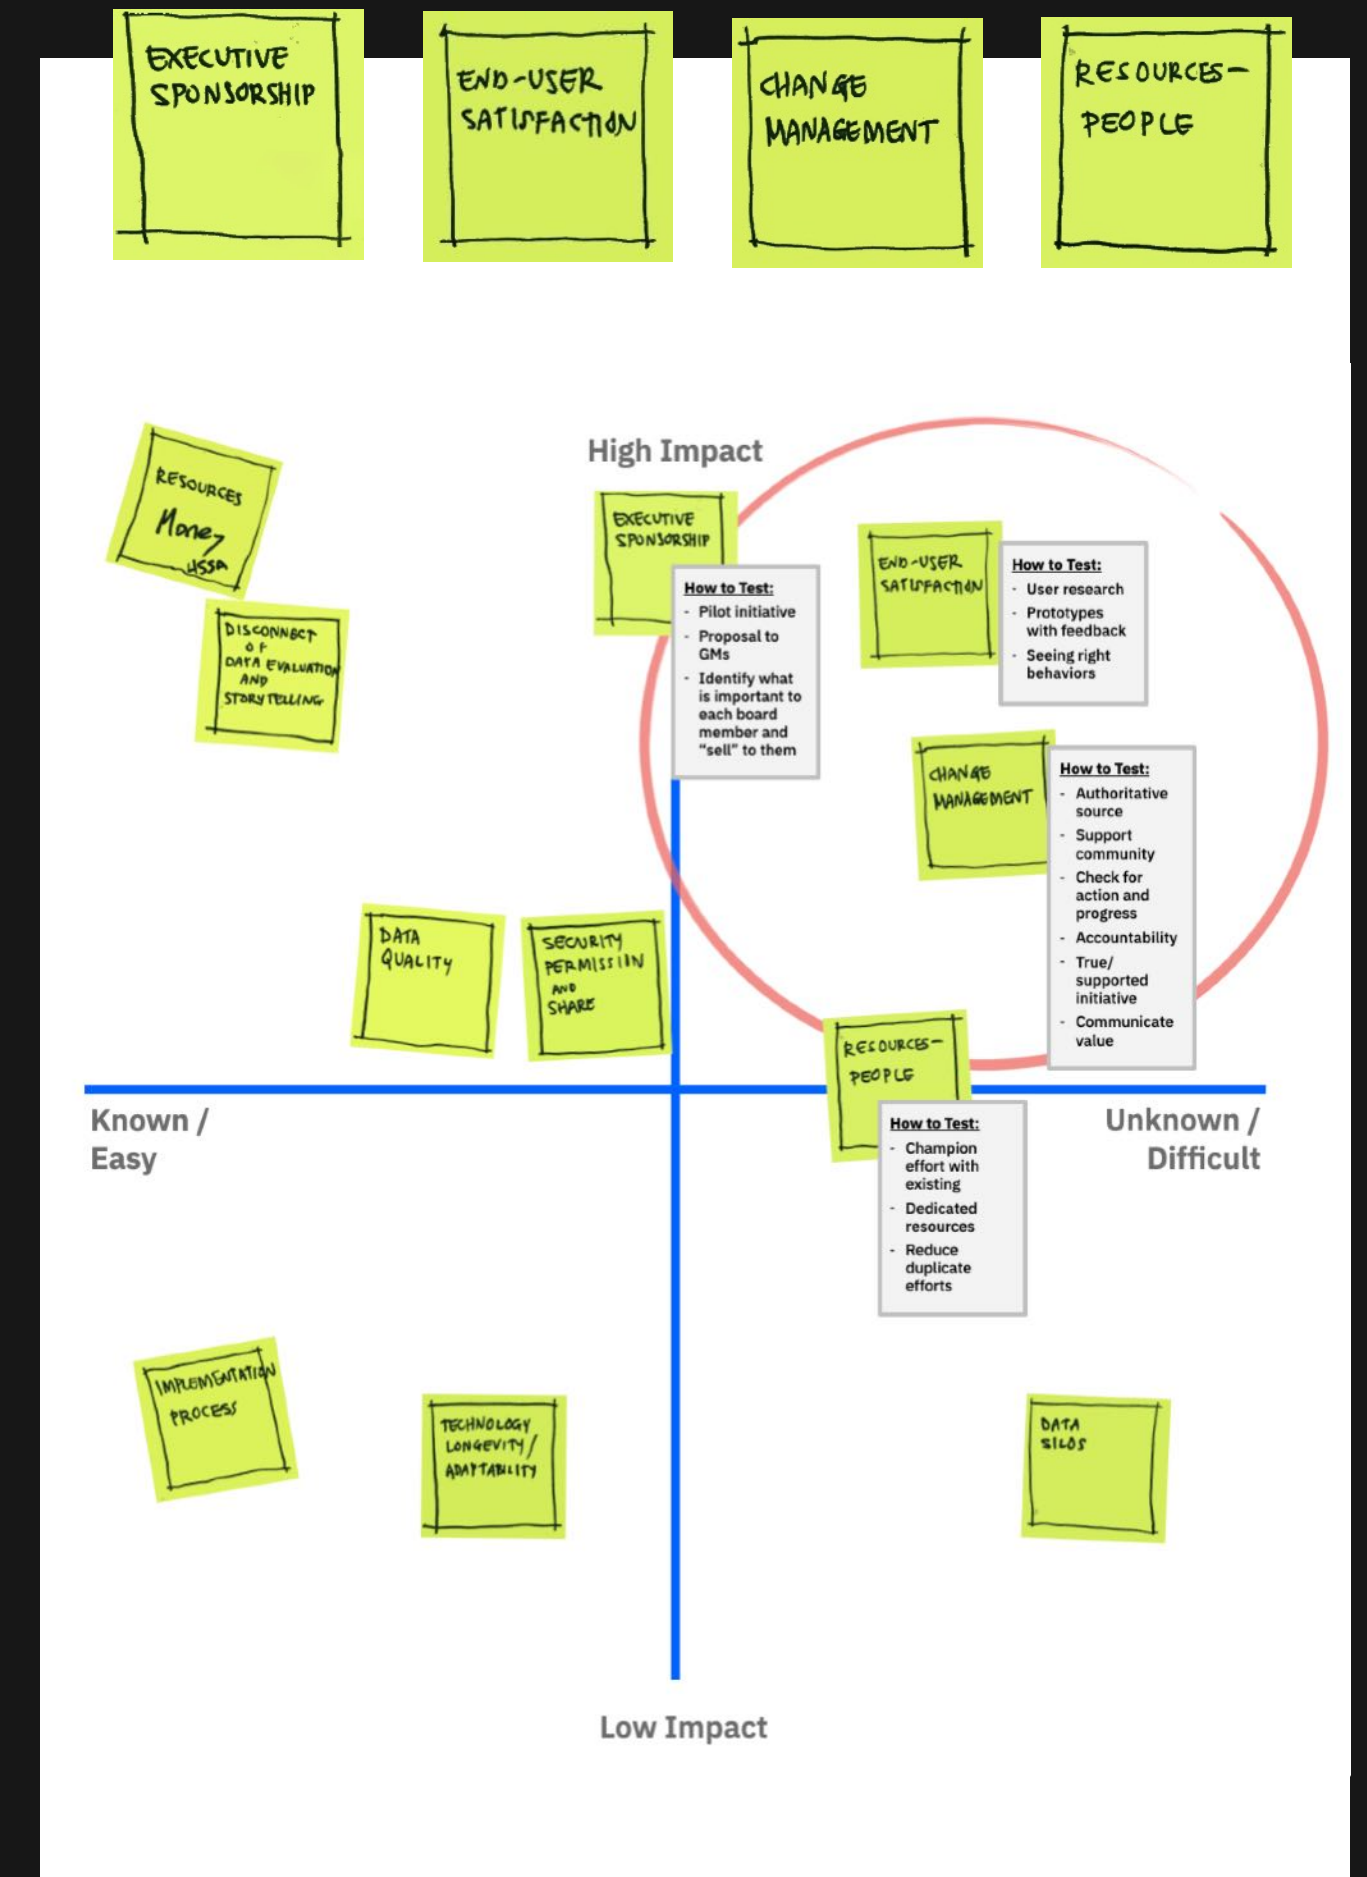 EXECUTIVE
SPONSORSHIP
END-USER
SATISFACTION
CHANGE
MANAGEMENT
RESOURCES-
PEOPLE
High Impact
RESOURCES
Money
DISCONNECT
OF
DATA EVALUATION
AND
STORYTELLING
EXECUTIVE
SPONSORSHIP
How to Test:
- Pilot initiative
- Proposal to
GMs
- Identify what
is important to
each board
member and
“sell” to them
END-USER
SATISFACTION
How to Test:
- User research
- Prototypes
with feedback
- Seeing right
behaviors
CHANGE
MANAGEMENT
How to Test:
- Authoritative
source
- Support
community
- Check for
action and
progress
- Accountability
- True/
supported
initiative
- Communicate
value
DATA
QUALITY
SECURITY
PERMISSION
AND
SHARE
RESOURCES-
PEOPLE
How to Test:
- Champion
effort with
existing
- Dedicated
resources
- Reduce
duplicate
efforts
Known /
Easy
Unknown /
Difficult
IMPLEMENTATION
PROCESS
TECHNOLOGY
LONGEVITY/
ADAPTABILITY
DATA
SILOS
Low Impact